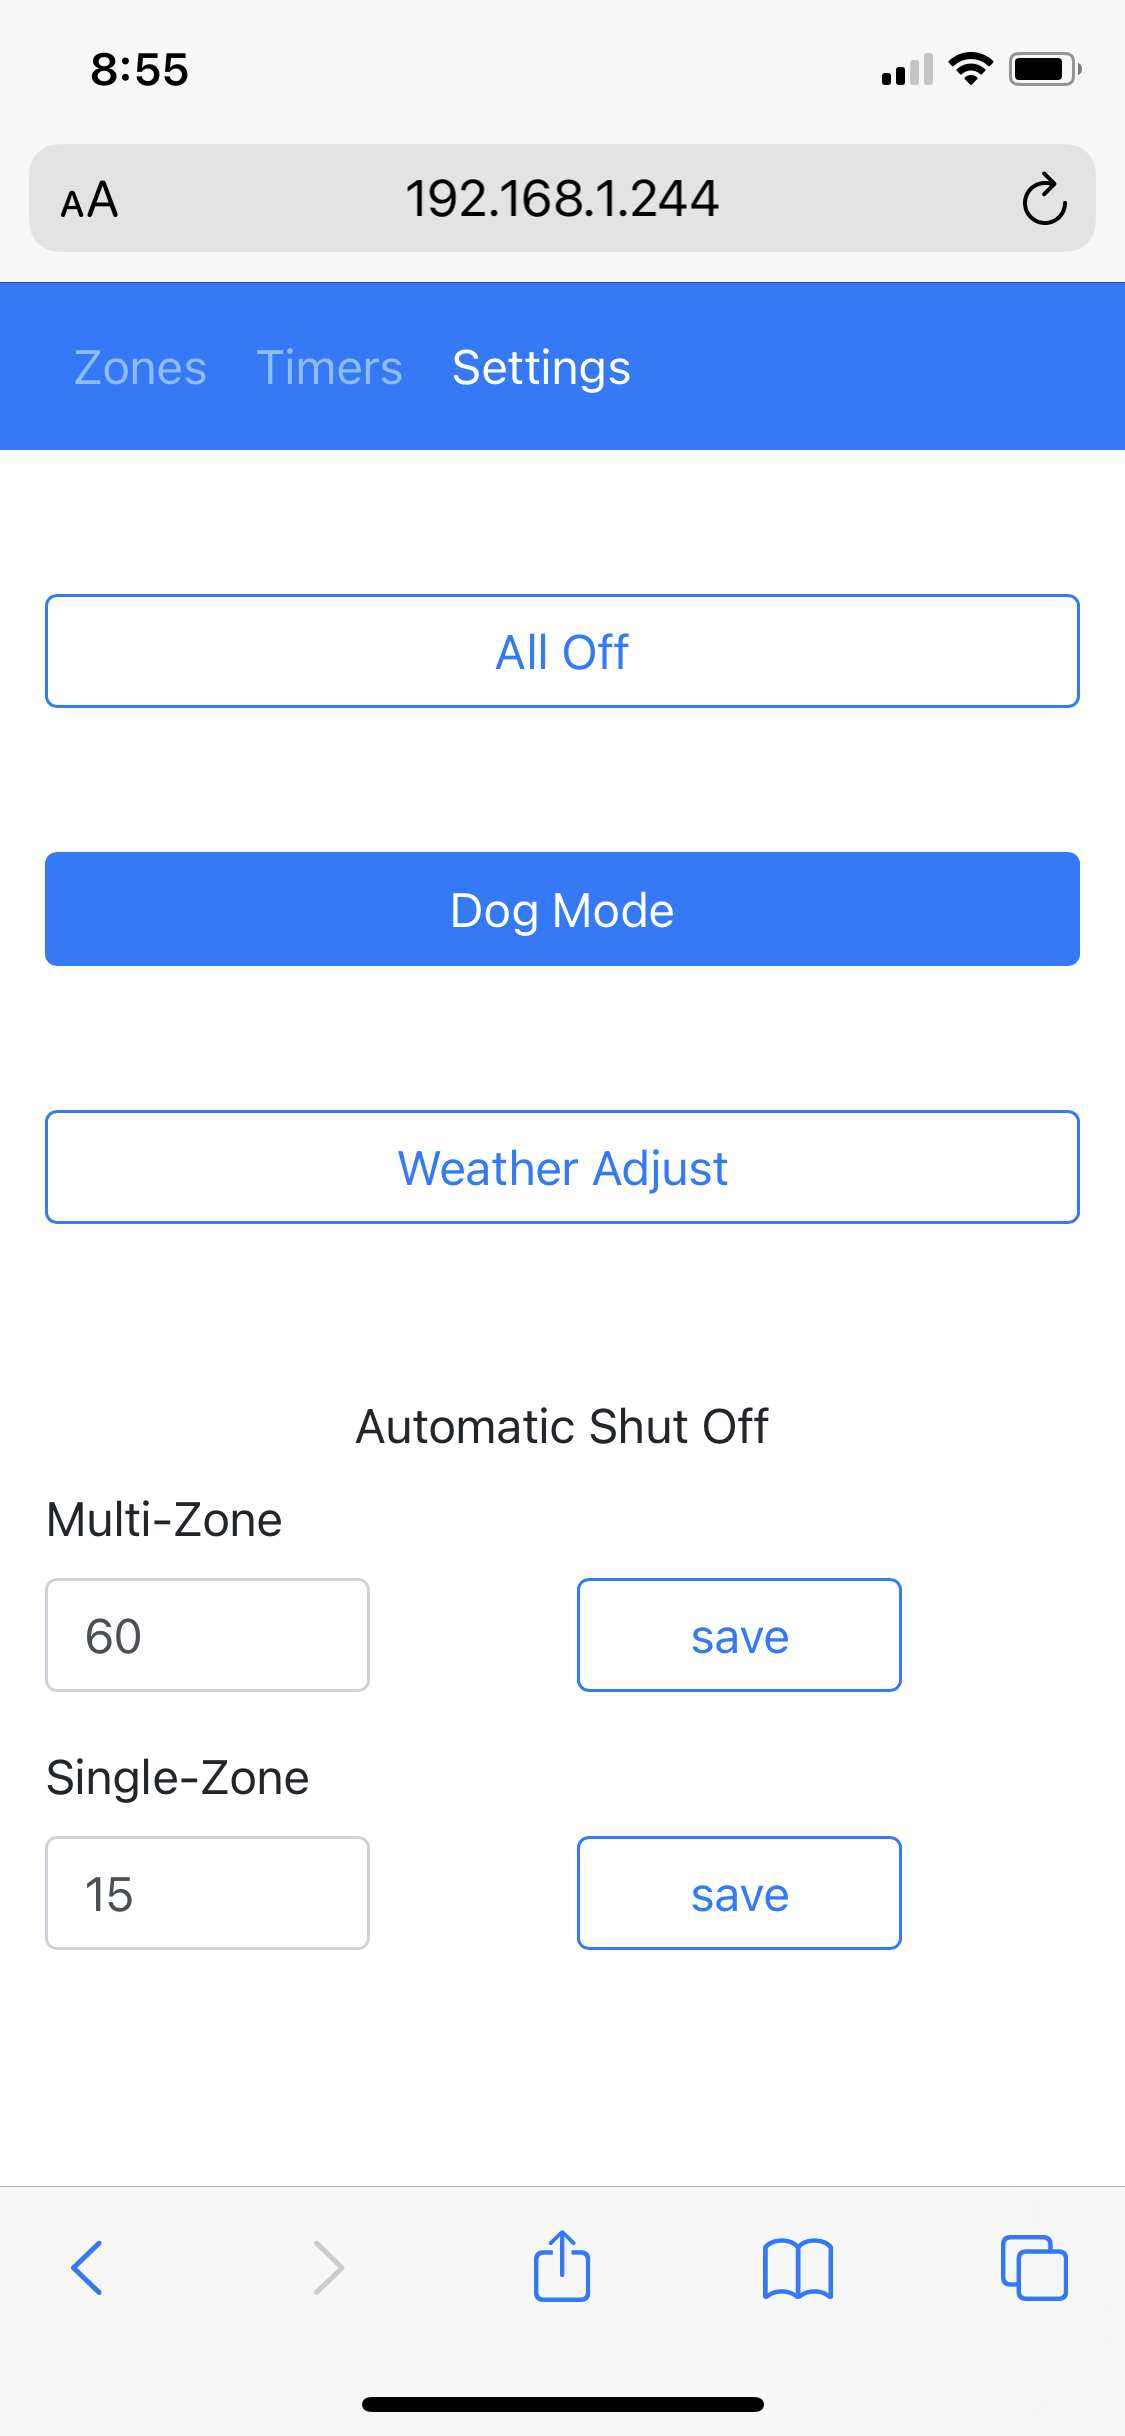 8:55
AA
192.168.1.244
Zones Timers Settings
All Off
Dog Mode
Weather Adjust
Automatic Shut Off
Multi-Zone
60 save
Single-Zone
15 save